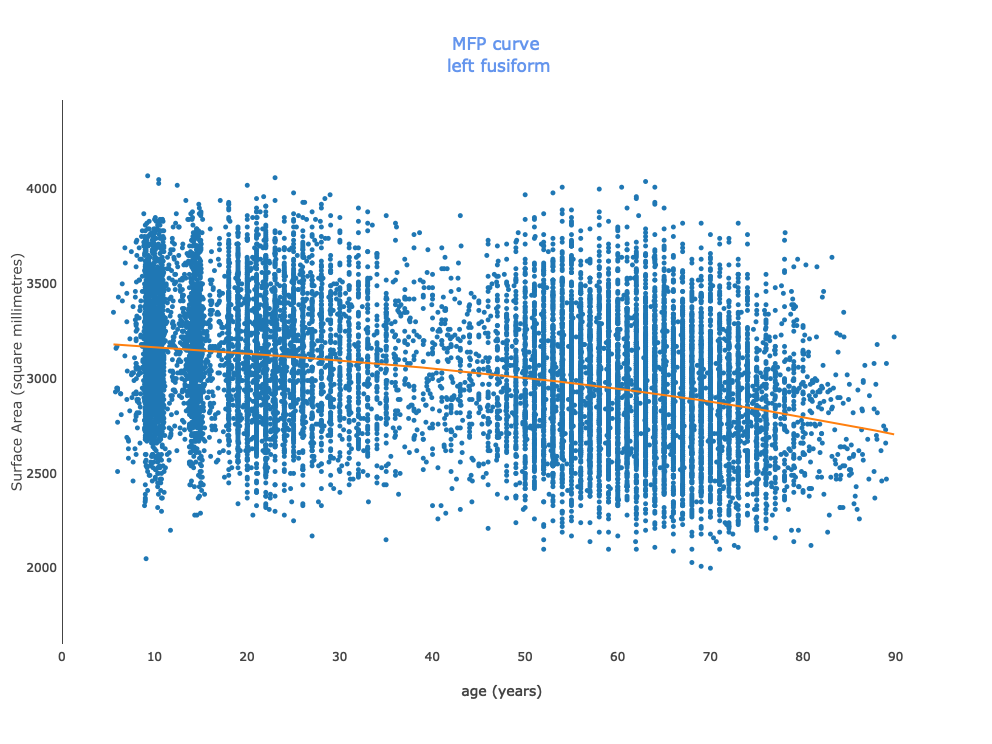 MFP curve
left fusiform
Surface Area (square millimetres)
4000
3500
3000
2500
2000
0 10 20 30 40 50 60 70 80 90
age (years)